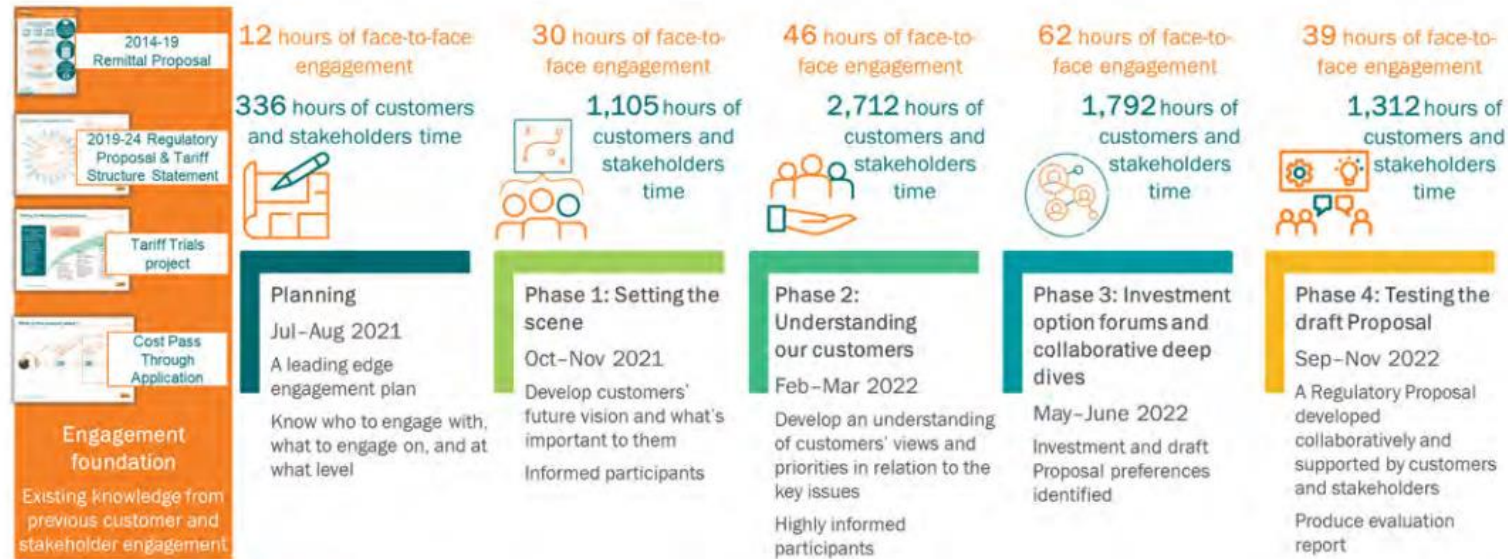 2014-19
Remittal Proposal
2019-24 Regulatory
Proposal & Tariff
Structure Statement
Tariff Trials
project
Cost Pass
Through
Application
Engagement
foundation
Existing knowledge from
previous customer and
stakeholder engagement
12 hours of face-to-face
engagement
336 hours of customers
and stakeholders time
Planning
Jul–Aug 2021
A leading edge
engagement plan
Know who to engage with,
what to engage on, and at
what level
30 hours of face-to-
face engagement
1,105 hours of
customers and
stakeholders
time
Phase 1: Setting the
scene
Oct–Nov 2021
Develop customers'
future vision and what's
important to them
Informed participants
46 hours of face-to-
face engagement
2,712 hours of
customers and
stakeholders
time
Phase 2:
Understanding
our customers
Feb–Mar 2022
Develop an understanding
of customers' views and
priorities in relation to the
key issues
Highly informed
participants
62 hours of face-to-
face engagement
1,792 hours of
customers and
stakeholders
time
Phase 3: Investment
option forums and
collaborative deep
dives
May–June 2022
Investment and draft
Proposal preferences
identified
39 hours of face-to-
face engagement
1,312 hours of
customers and
stakeholders
time
Phase 4: Testing the
draft Proposal
Sep–Nov 2022
A Regulatory Proposal
developed
collaboratively and
supported by customers
and stakeholders
Produce evaluation
report